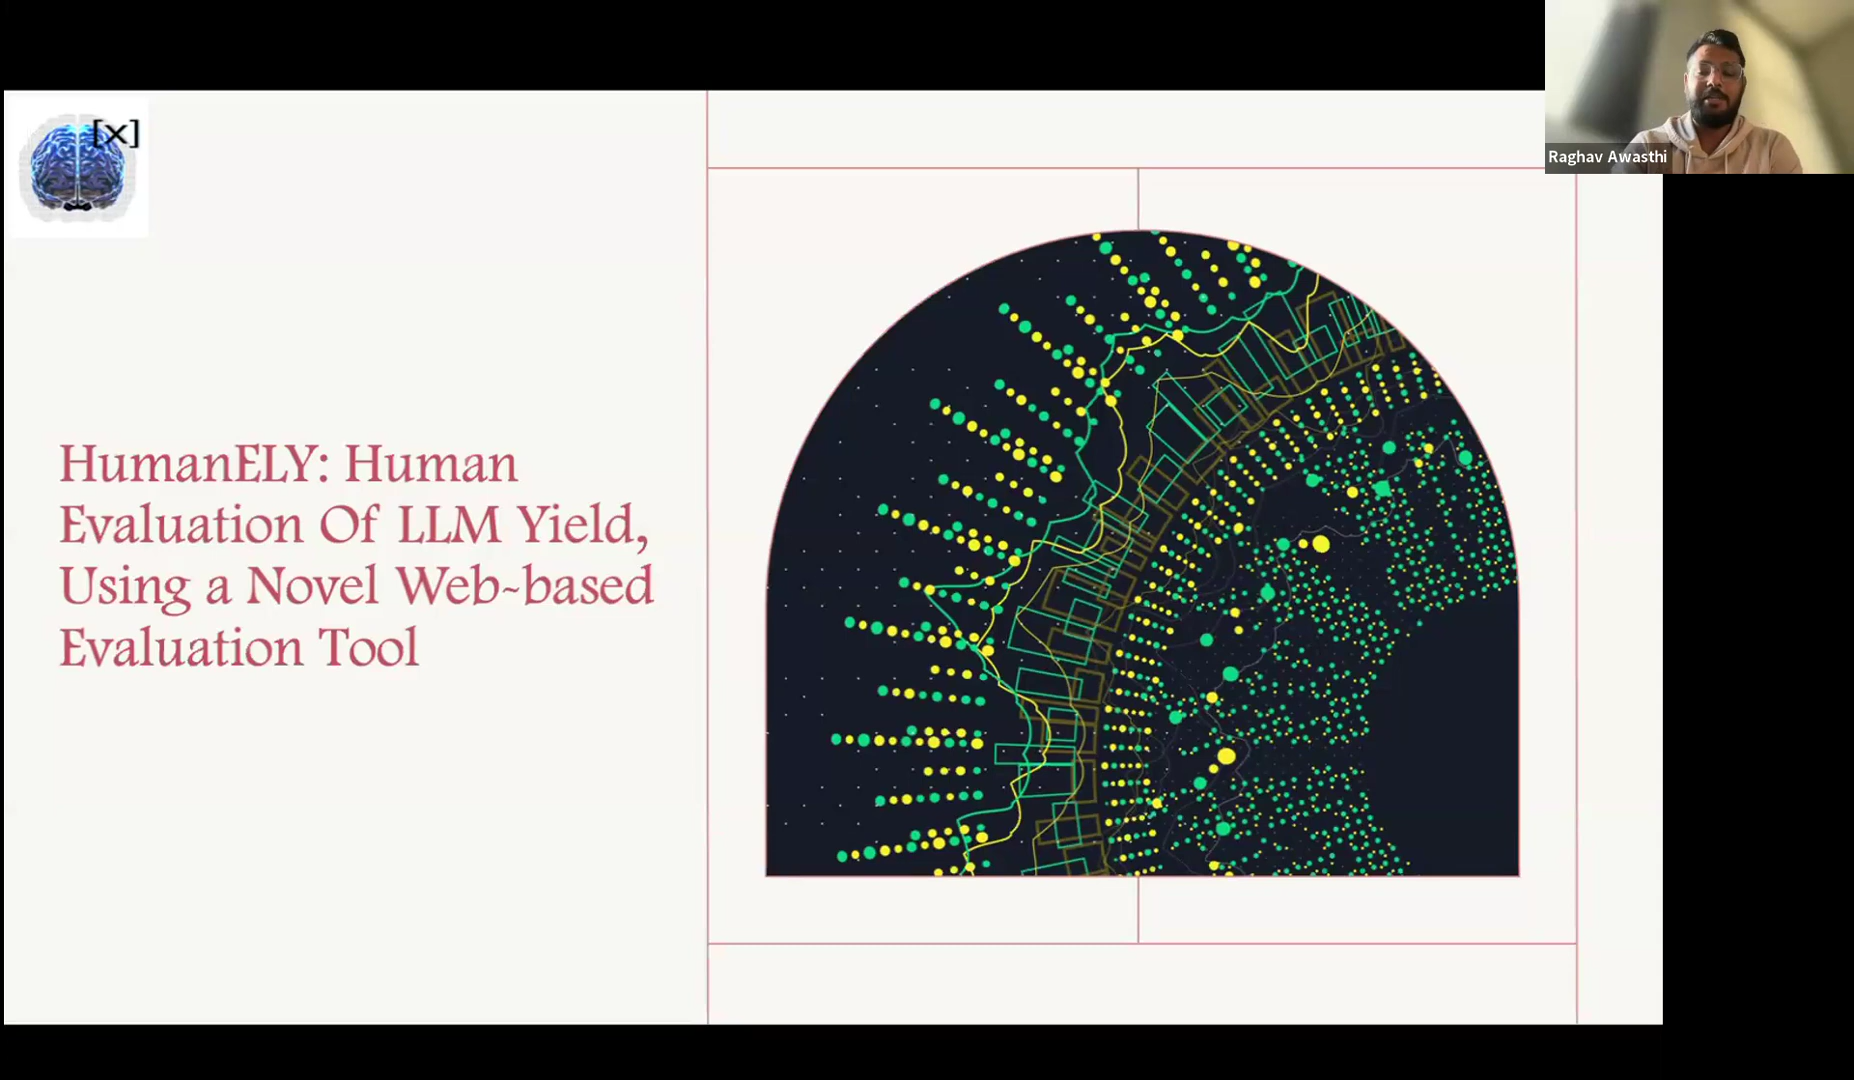 [x]
HumanELY: Human
Evaluation Of LLM Yield,
Using a Novel Web-based
Evaluation Tool
Raghav Awasthi